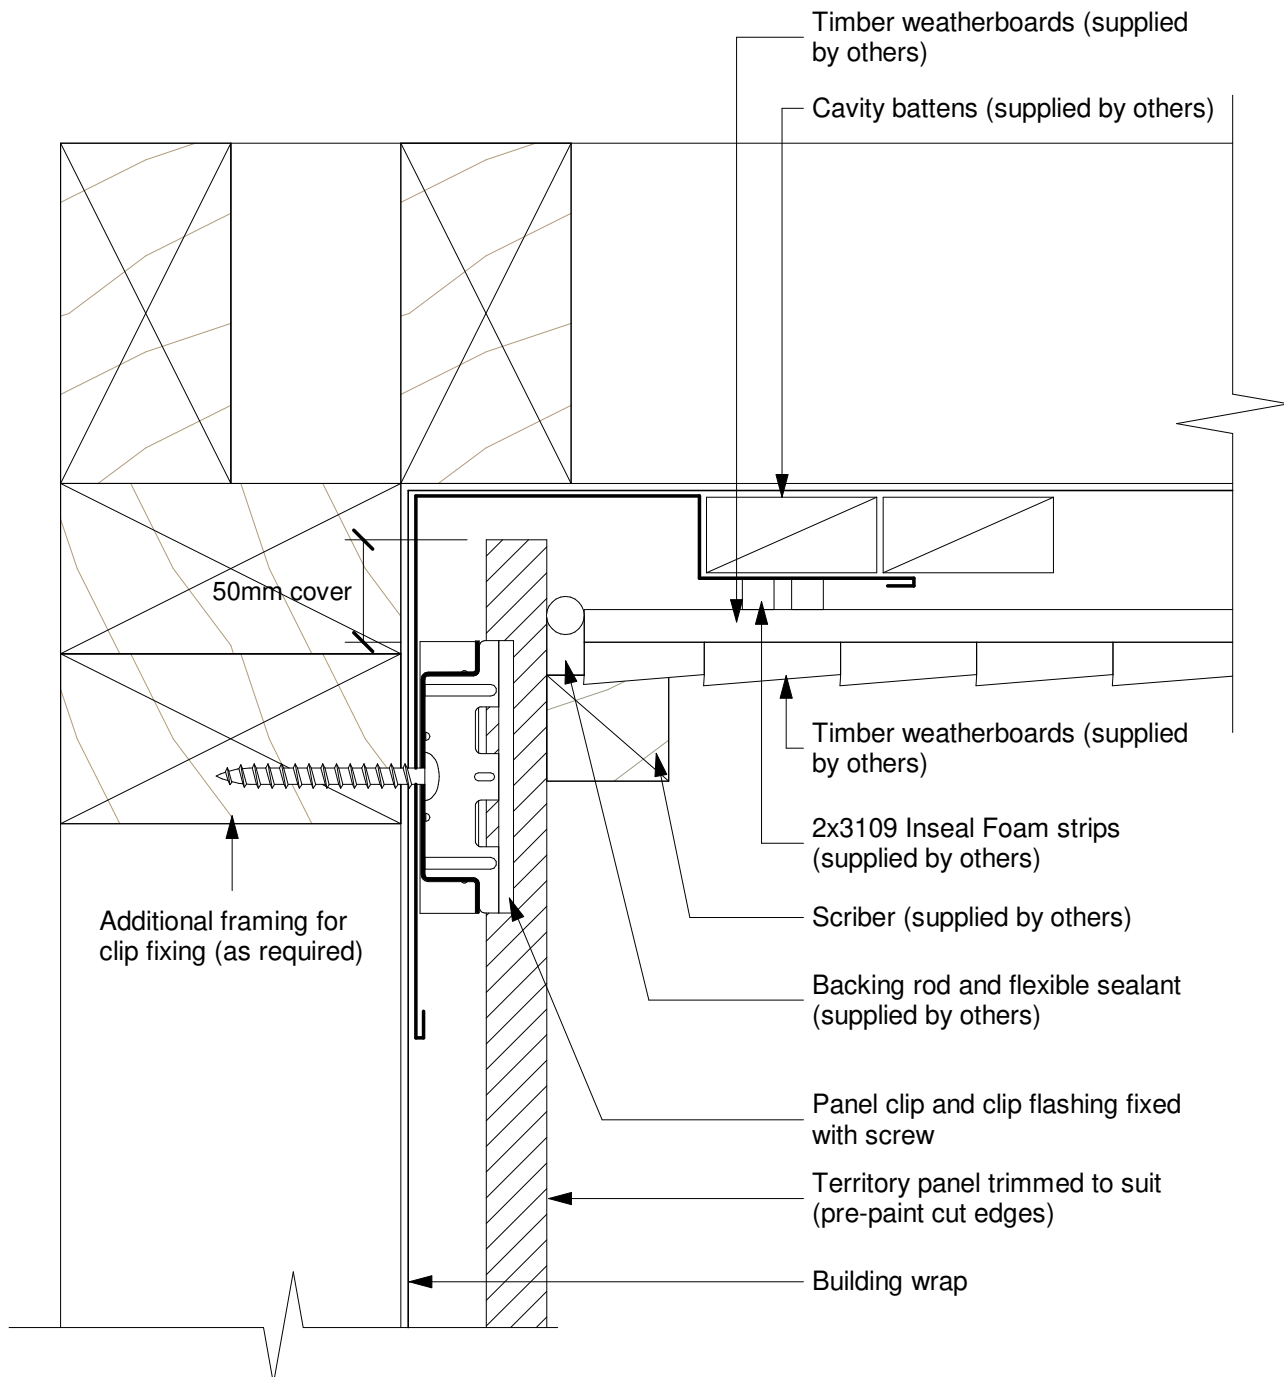 Timber weatherboards (supplied
by others)
Cavity battens (supplied by others)
50mm cover
Timber weatherboards (supplied
by others)
2x3109 Inseal Foam strips
(supplied by others)
Additional framing for
clip fixing (as required)
Scriber (supplied by others)
Backing rod and flexible sealant
(supplied by others)
Panel clip and clip flashing fixed
with screw
Territory panel trimmed to suit
(pre-paint cut edges)
Building wrap